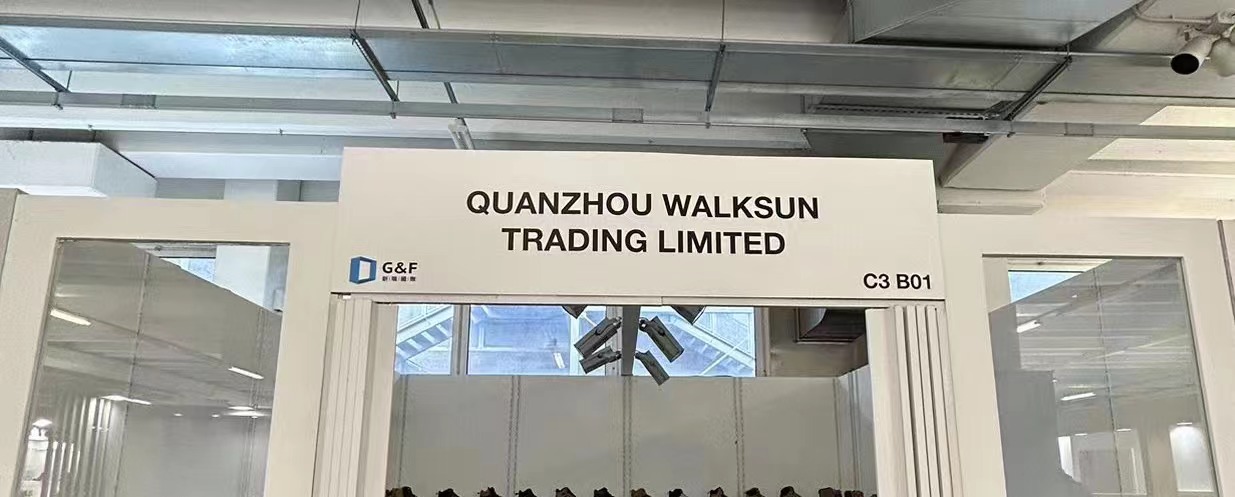 QUANZHOU WALKSUN
TRADING LIMITED
G&F
C3 B01